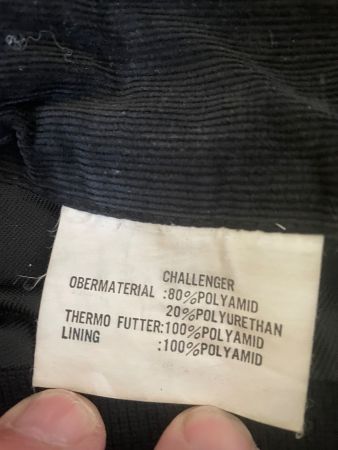 CHALLENGER
OBERMATERIAL :80%POLYAMID
20%POLYURETHAN
THERMO FUTTER:100%POLYAMID
LINING :100%POLYAMID